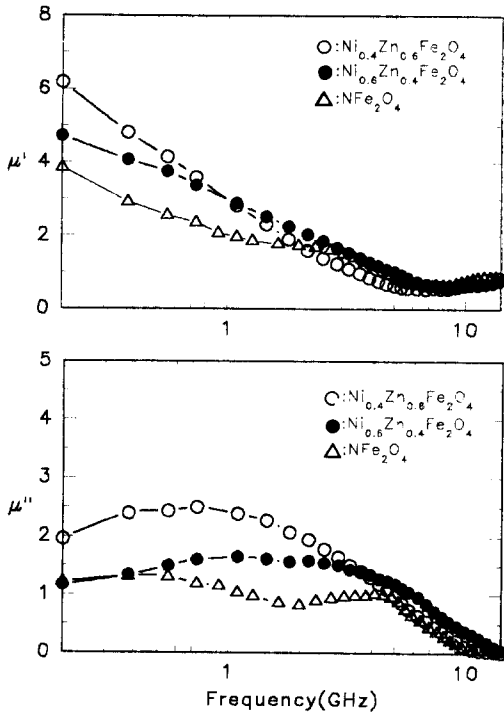 8
6
4
2
0
μ'
○:Ni₀.₄Zn₀.₆Fe₂O₄
●:Ni₀.₆Zn₀.₄Fe₂O₄
△:NFe₂O₄
1
10
5
4
3
2
1
0
μ"
○:Ni₀.₄Zn₀.₆Fe₂O₄
●:Ni₀.₆Zn₀.₄Fe₂O₄
△:NFe₂O₄
1
10
Frequency(GHz)